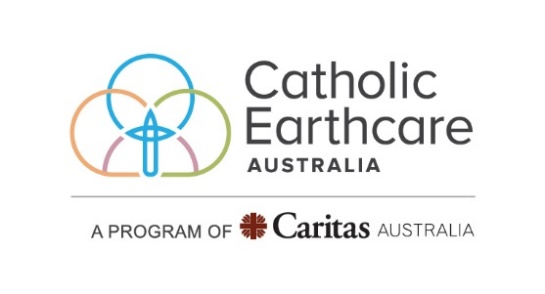 Catholic
Earthcare
AUSTRALIA
A PROGRAM OF Caritas AUSTRALIA